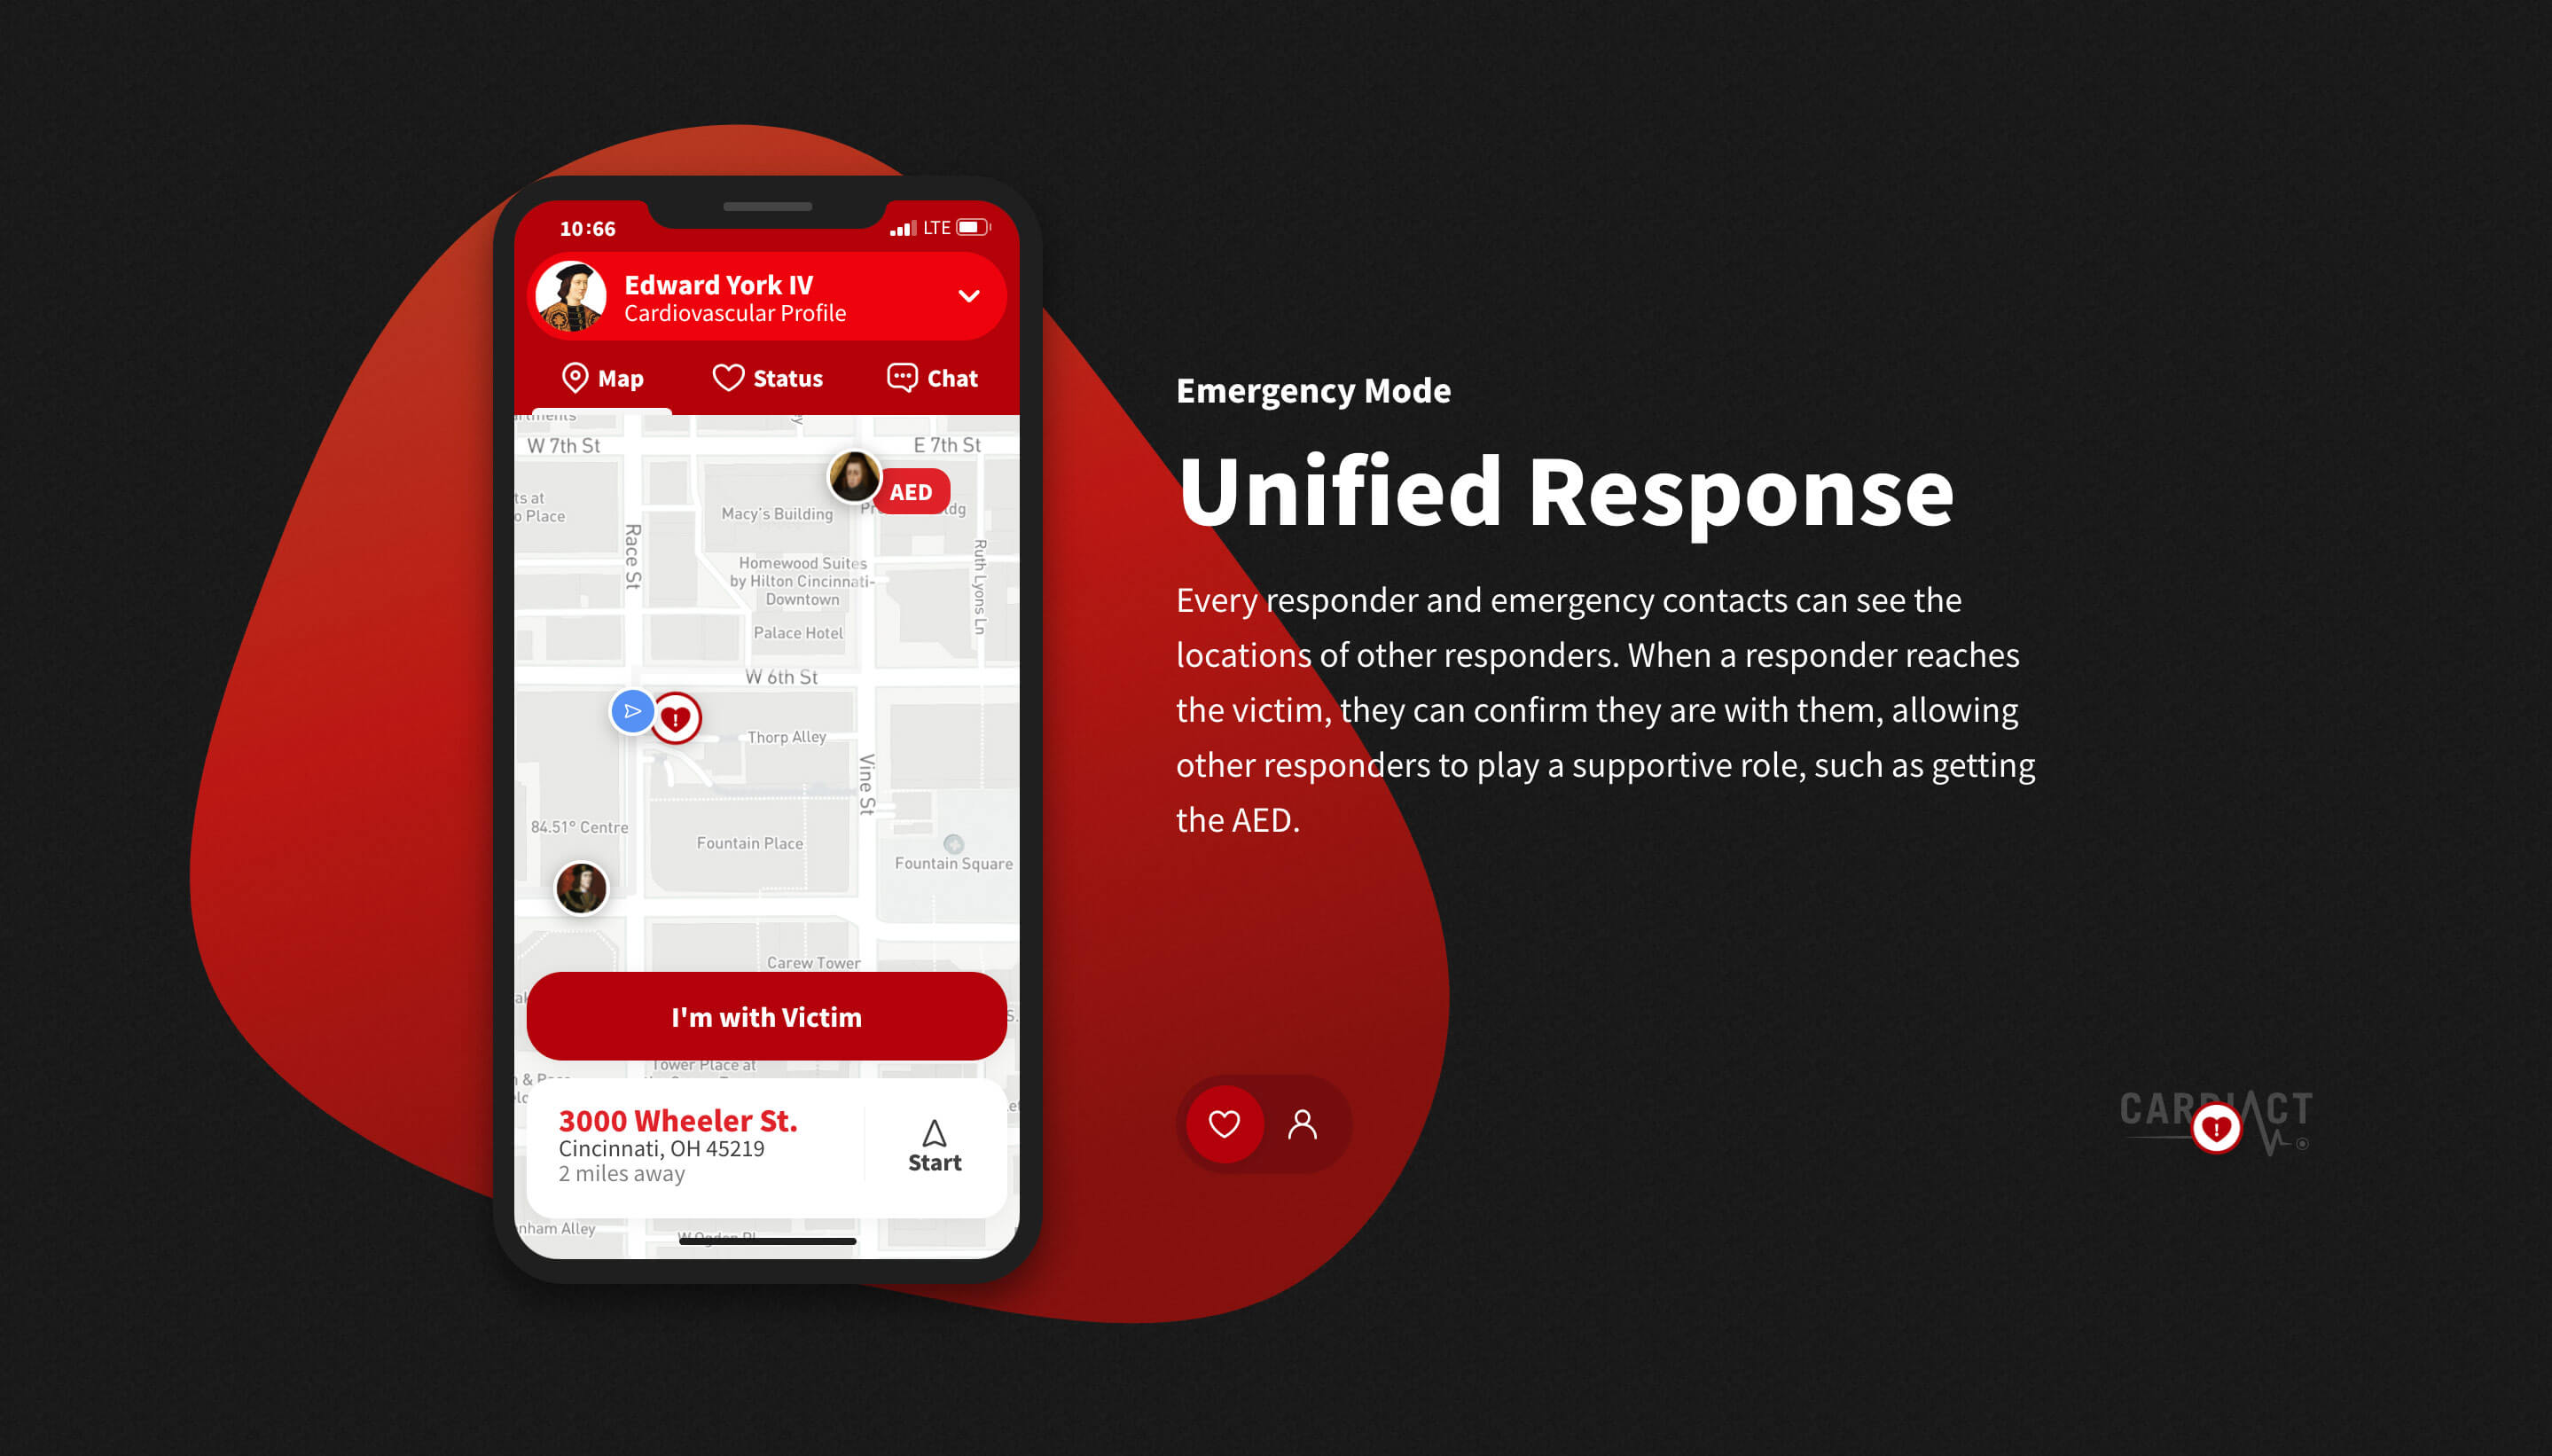 10:66
LTE
Edward York IV
Cardiovascular Profile
Map
Status
Chat
W 7th St
E 7th St
AED
ts at
o Place
Macy's Building
Race St
Ruth Lyons Ln
Homewood Suites
by Hilton Cincinnati-
Downtown
Palace Hotel
W 6th St
Thorp Alley
Vine St
84.51° Centre
Fountain Place
Fountain Square
Carew Tower
I'm with Victim
Tower Place at
3000 Wheeler St.
Cincinnati, OH 45219
2 miles away
Start
nham Alley
W Ogden Pl
Emergency Mode
Unified Response
Every responder and emergency contacts can see the
locations of other responders. When a responder reaches
the victim, they can confirm they are with them, allowing
other responders to play a supportive role, such as getting
the AED.
CARDIACT